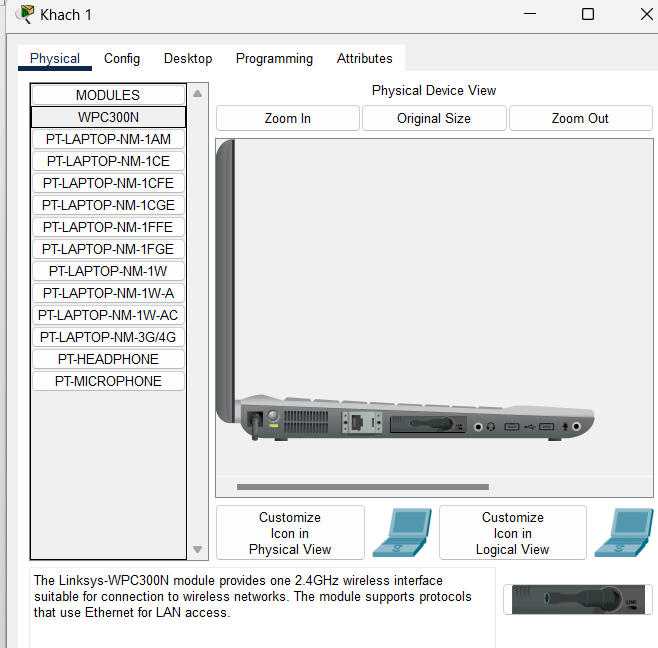 Khach 1
Physical
Config
Desktop
Programming
Attributes
MODULES
WPC300N
PT-LAPTOP-NM-1AM
PT-LAPTOP-NM-1CE
PT-LAPTOP-NM-1CFE
PT-LAPTOP-NM-1CGE
PT-LAPTOP-NM-1FFE
PT-LAPTOP-NM-1FGE
PT-LAPTOP-NM-1W
PT-LAPTOP-NM-1W-A
PT-LAPTOP-NM-1W-AC
PT-LAPTOP-NM-3G/4G
PT-HEADPHONE
PT-MICROPHONE
Physical Device View
Zoom In
Original Size
Zoom Out
Customize
Icon in
Physical View
Customize
Icon in
Logical View
The Linksys-WPC300N module provides one 2.4GHz wireless interface
suitable for connection to wireless networks. The module supports protocols
that use Ethernet for LAN access.
LINK